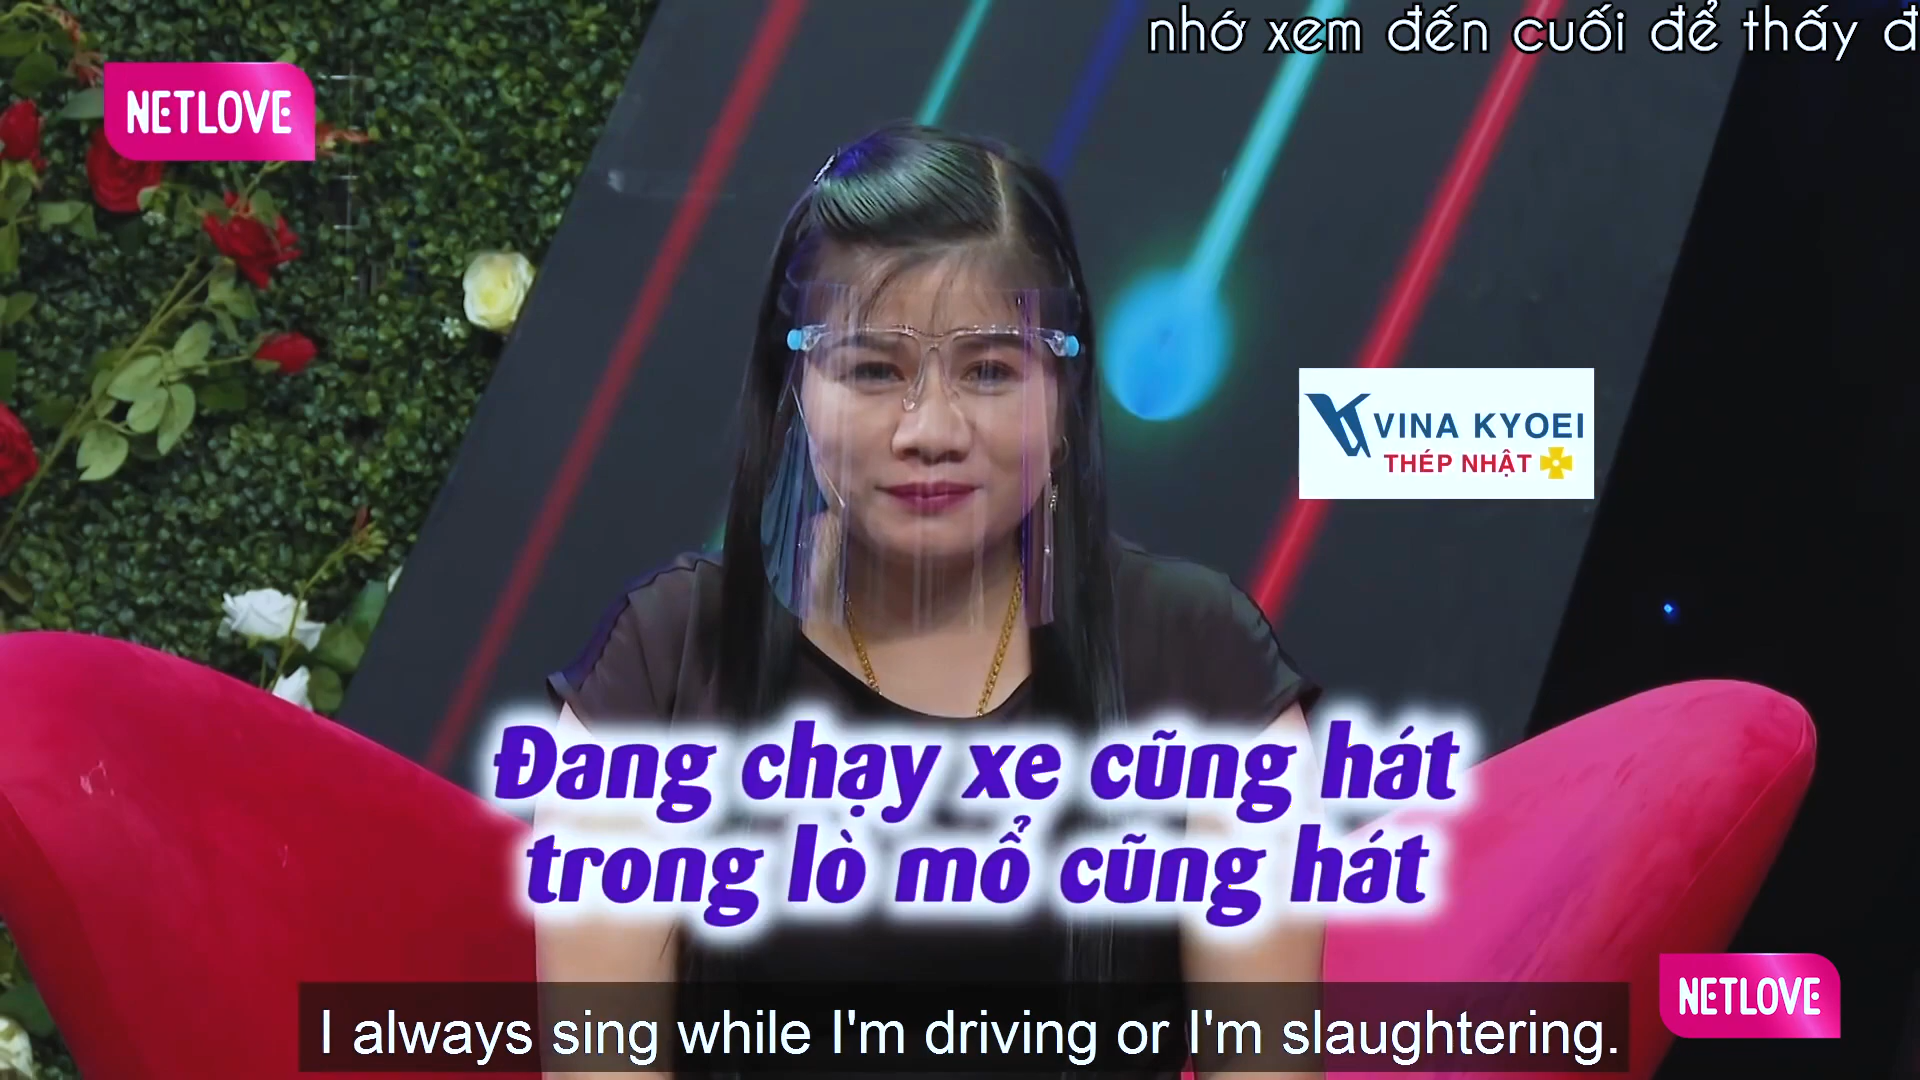 nhớ xem đến cuối để thấy đ
NETLOVE
VINA KYOEI
THÉP NHẬT
Đang chạy xe cũng hát
trong lò mổ cũng hát
I always sing while I'm driving or I'm slaughtering.
NETLOVE